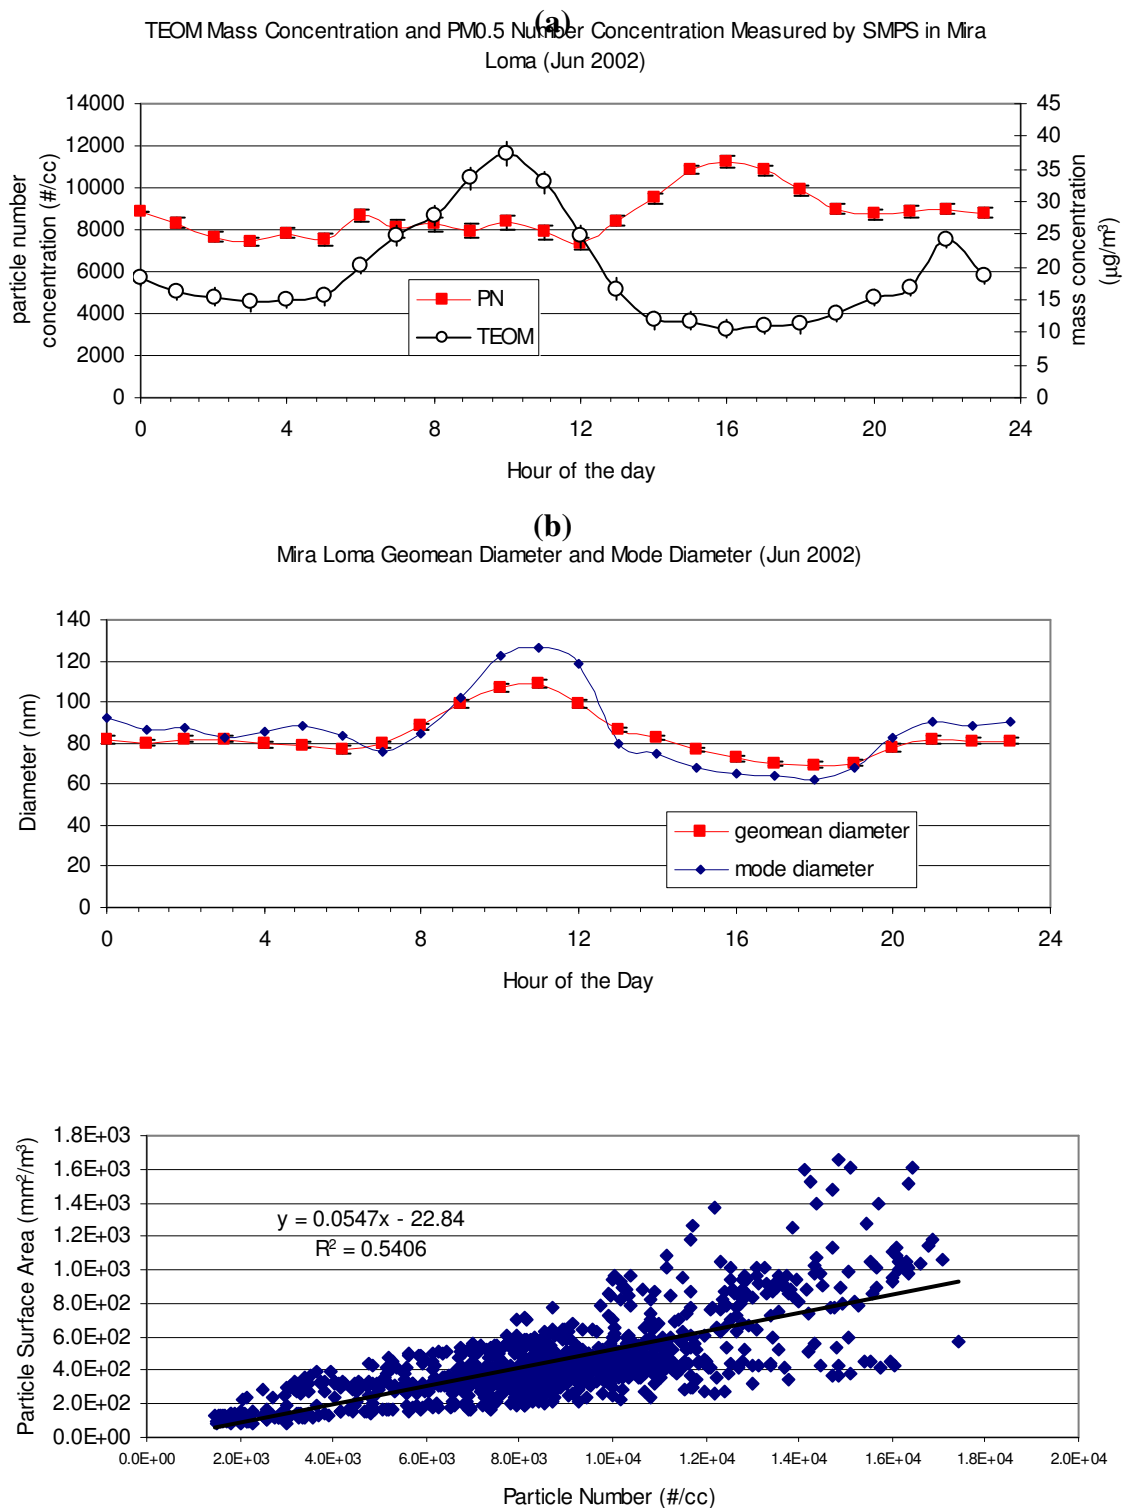 (a)
TEOM Mass Concentration and PM0.5 Number Concentration Measured by SMPS in Mira
Loma (Jun 2002)
14000
12000
10000
8000
6000
4000
2000
0
particle number
concentration (#/cc)
45
40
35
30
25
20
15
10
5
0
mass concentration
(µg/m³)
PN
TEOM
0 4 8 12 16 20 24
Hour of the day
(b)
Mira Loma Geomean Diameter and Mode Diameter (Jun 2002)
140
120
100
80
60
40
20
0
Diameter (nm)
geomean diameter
mode diameter
0 4 8 12 16 20 24
Hour of the Day
1.8E+03
1.6E+03
1.4E+03
1.2E+03
1.0E+03
8.0E+02
6.0E+02
4.0E+02
2.0E+02
0.0E+00
Particle Surface Area (mm²/m³)
y = 0.0547x - 22.84
R² = 0.5406
0.0E+00 2.0E+03 4.0E+03 6.0E+03 8.0E+03 1.0E+04 1.2E+04 1.4E+04 1.6E+04 1.8E+04 2.0E+04
Particle Number (#/cc)